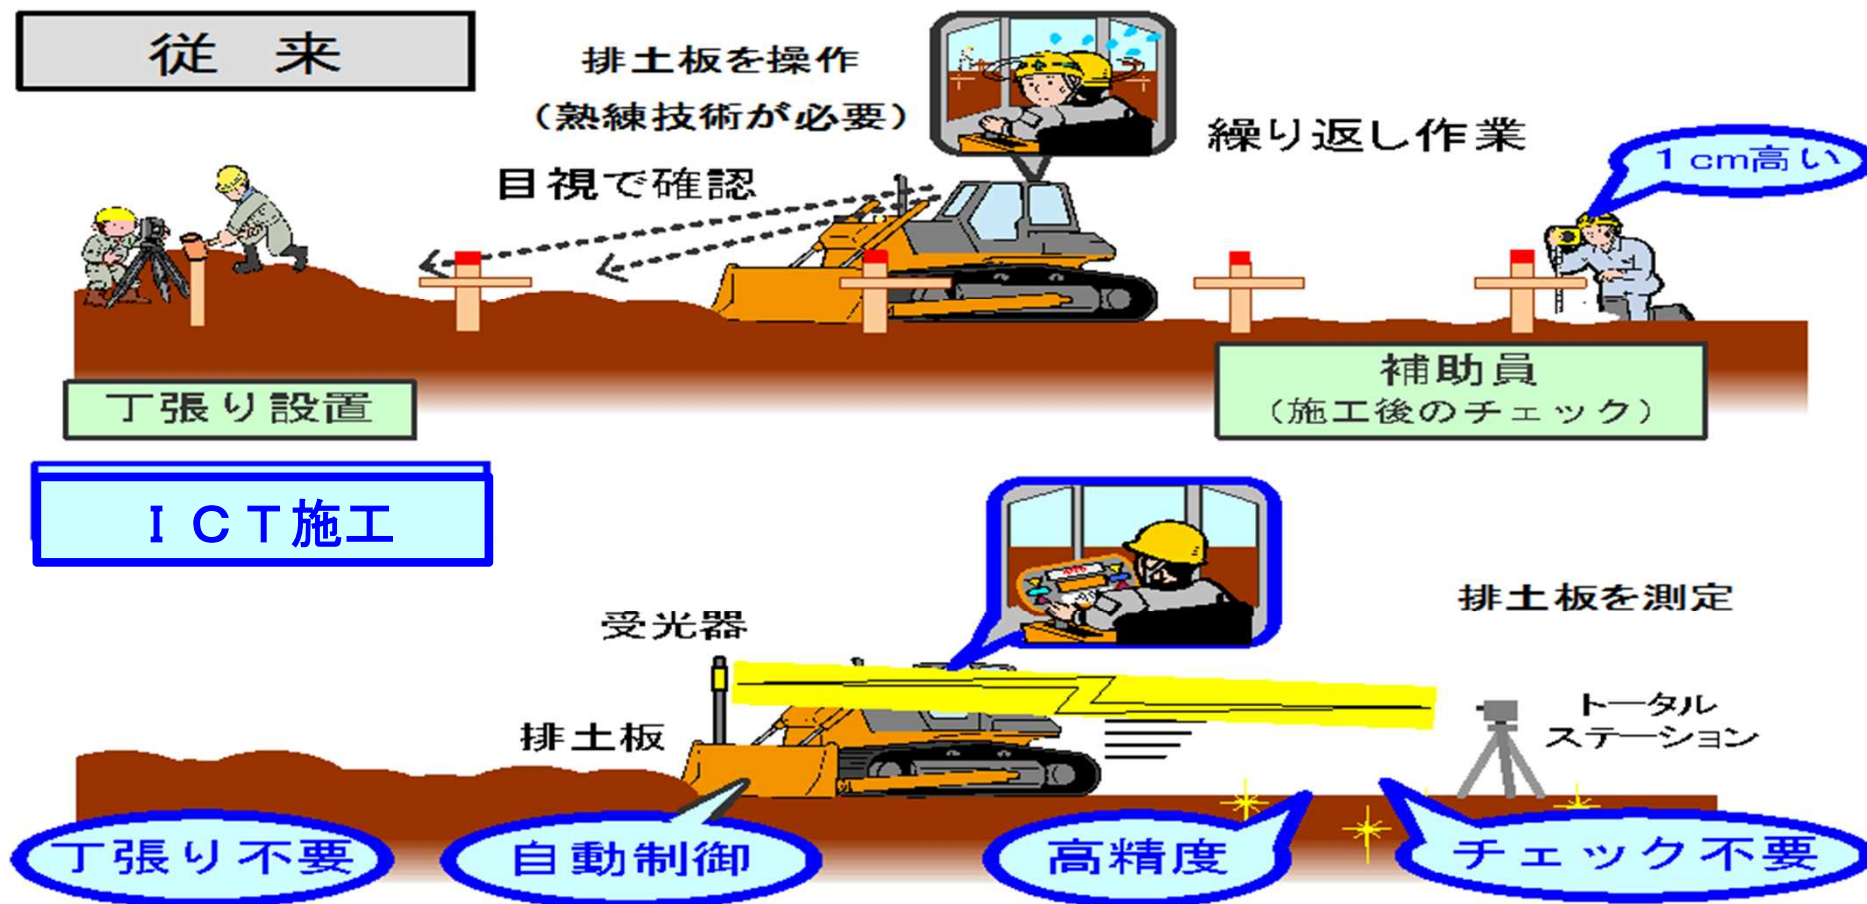 従 来
排土板を操作
(熟練技術が必要)
目視で確認
繰り返し作業
1cm高い
丁張り設置
補助員
(施工後のチェック)
ICT施工
受光器
排土板
排土板を測定
トータル
ステーション
丁張り不要
自動制御
高精度
チェック不要